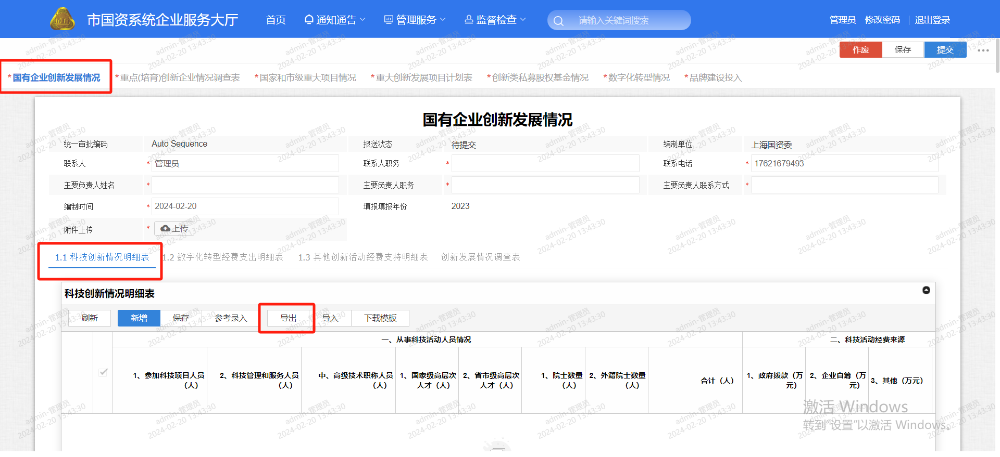 市国资系统企业服务大厅 首页 通知通告 管理服务 监督检查 请输入关键词搜索 管理员 修改密码 退出登录
作废 保存 提交
*国有企业创新发展情况 *重点(培育)创新企业情况调查表 *国家和市级重大项目情况 *重大创新发展项目计划表 *创新类私募股权基金情况 *数字化转型情况 *品牌建设投入
国有企业创新发展情况
统一审批编码 Auto Sequence 报送状态 待提交 编制单位 上海国资委
联系人 * 管理员 联系人职务 * 联系电话 * 17621679493
主要负责人姓名 * 主要负责人职务 * 主要负责人联系方式 *
编制时间 * 2024-02-20 填报填报年份 2023
附件上传 * 上传
1.1 科技创新情况明细表 1.2 数字化转型经费支出明细表 1.3 其他创新活动经费支持明细表 创新发展情况调查表
科技创新情况明细表
刷新 新增 保存 参考录入 导出 导入 下载模板
一、从事科技活动人员情况 二、科技活动经费来源
1、参加科技项目人员（人） 2、科技管理和服务人员（人） 中、高级技术职称人员（人） 1、国家级高层次人才（人） 2、省市级高层次人才（人） 1、院士数量（人） 2、外籍院士数量（人） 合计（人） 1、政府拨款（万元） 2、企业自筹（万元） 3、其他（万元）
激活 Windows
转到“设置”以激活 Windows。
admin-管理员
2024-02-20 13:43:30